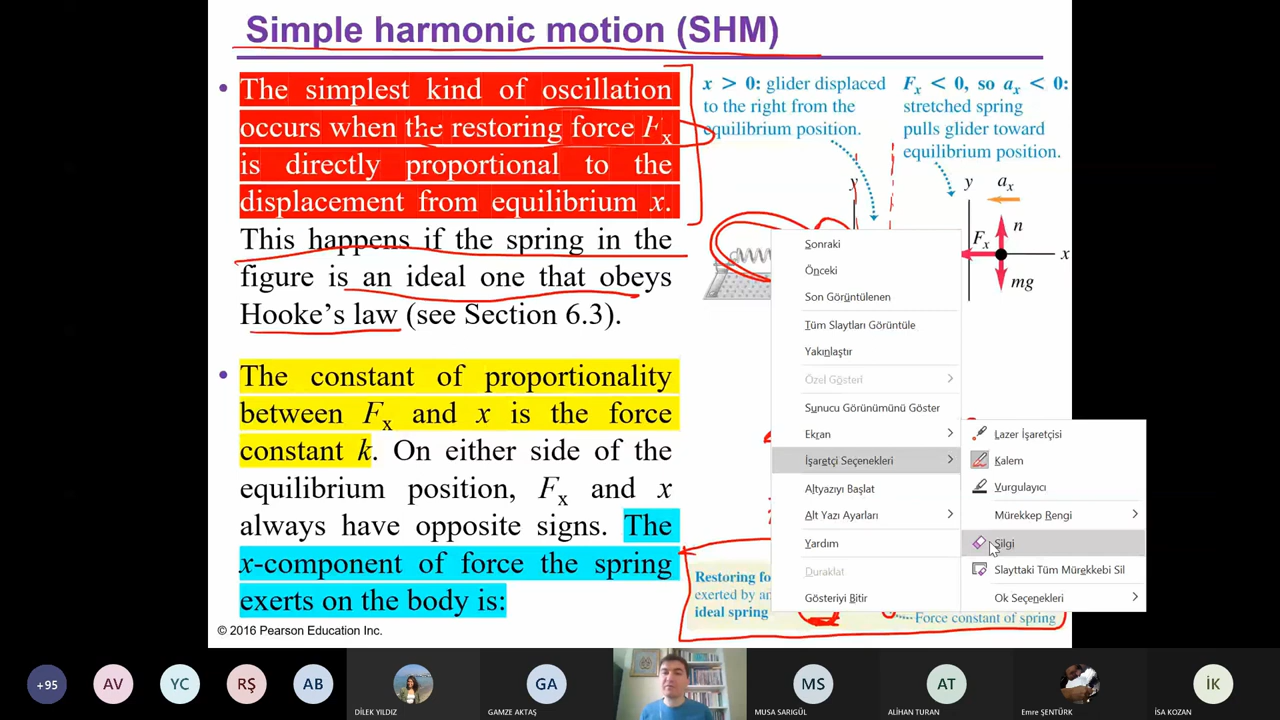 Simple harmonic motion (SHM)
• The simplest kind of oscillation
occurs when the restoring force Fx
is directly proportional to the
displacement from equilibrium x.
This happens if the spring in the
figure is an ideal one that obeys
Hooke's law (see Section 6.3).
• The constant of proportionality
between Fx and x is the force
constant k. On either side of the
equilibrium position, Fx and x
always have opposite signs. The
x-component of force the spring
exerts on the body is:
© 2016 Pearson Education Inc.
x > 0: glider displaced
to the right from the
equilibrium position.
Fx < 0, so ax < 0:
stretched spring
pulls glider toward
equilibrium position.
y
y
ax
n
Fx
x
mg
Sonraki
Önceki
Son Görüntülenen
Tüm Slaytları Görüntüle
Yakınlaştır
Özel Gösteri
Sunucu Görünümünü Göster
Ekran
İşaretçi Seçenekleri
Altyazıyı Başlat
Alt Yazı Ayarları
Yardım
Duraklat
Gösteriyi Bitir
Lazer İşaretçisi
Kalem
Vurgulayıcı
Mürekkep Rengi
Silgi
Slayttaki Tüm Mürekkebi Sil
Ok Seçenekleri
Restoring
exerted by
ideal spring
Force constant of spring
+95
AV
YC
RŞ
AB
DİLEK YILDIZ
GA
GAMZE AKTAŞ
MS
MUSA SARIGÜL
AT
ALİHAN TURAN
Emre ŞENTÜRK
İK
İSA KOZAN